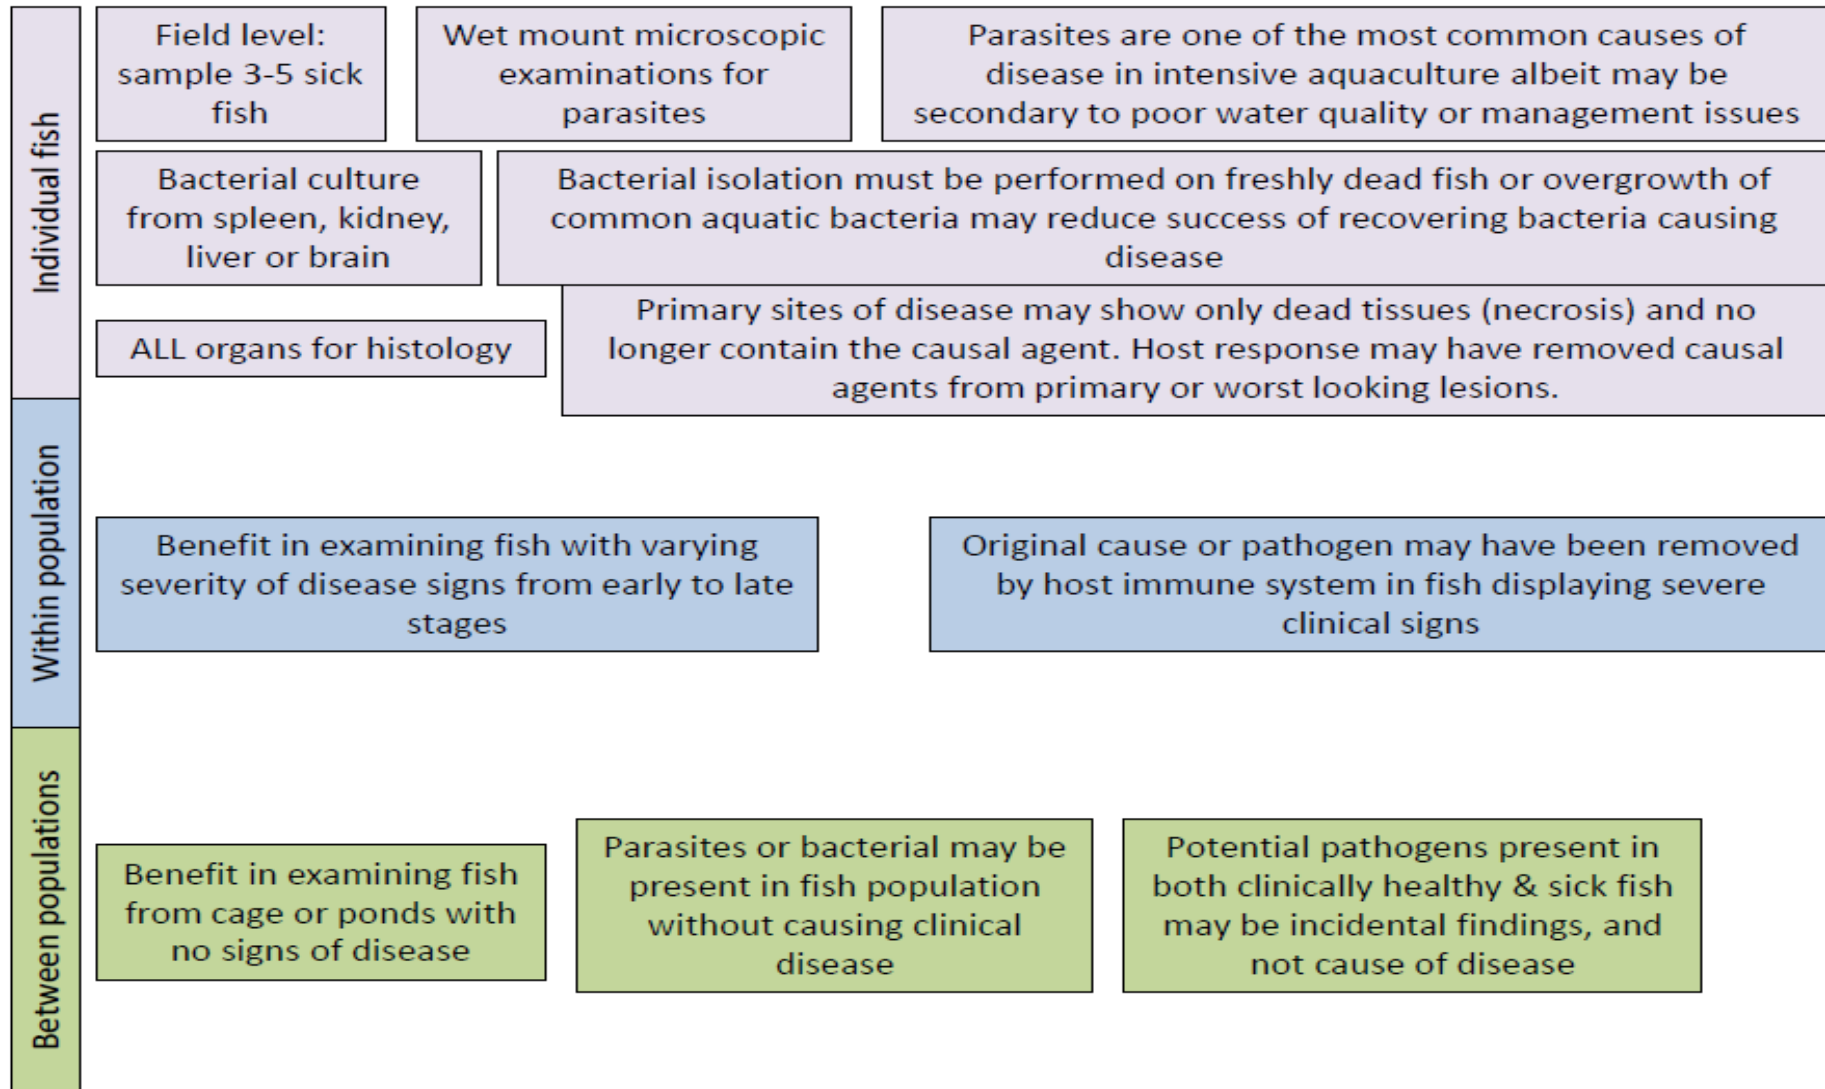 Individual fish
Field level:
sample 3-5 sick
fish
Wet mount microscopic
examinations for
parasites
Parasites are one of the most common causes of
disease in intensive aquaculture albeit may be
secondary to poor water quality or management issues
Bacterial culture
from spleen, kidney,
liver or brain
Bacterial isolation must be performed on freshly dead fish or overgrowth of
common aquatic bacteria may reduce success of recovering bacteria causing
disease
ALL organs for histology
Primary sites of disease may show only dead tissues (necrosis) and no
longer contain the causal agent. Host response may have removed causal
agents from primary or worst looking lesions.
Within population
Benefit in examining fish with varying
severity of disease signs from early to late
stages
Original cause or pathogen may have been removed
by host immune system in fish displaying severe
clinical signs
Between populations
Benefit in examining fish
from cage or ponds with
no signs of disease
Parasites or bacterial may be
present in fish population
without causing clinical
disease
Potential pathogens present in
both clinically healthy & sick fish
may be incidental findings, and
not cause of disease